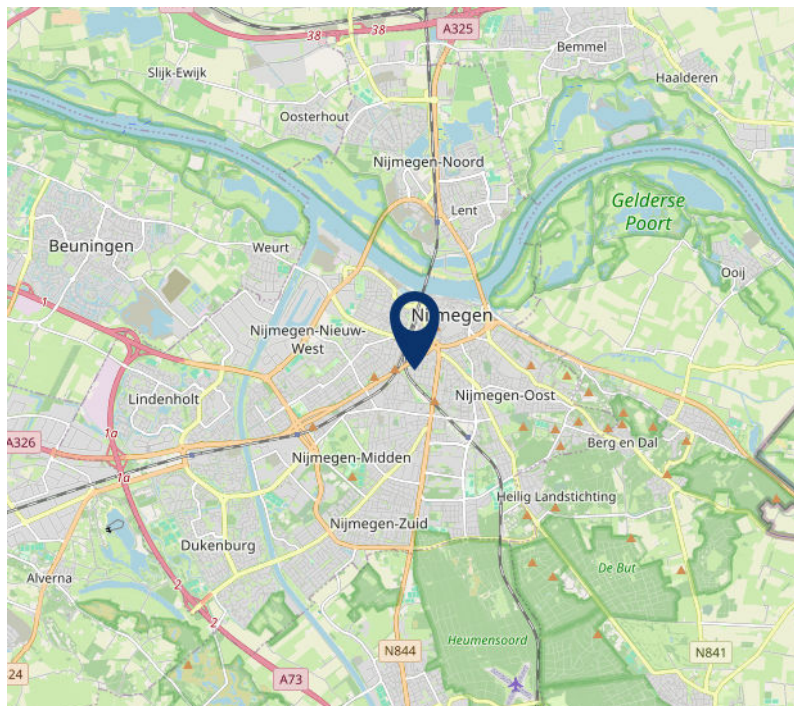 38
38
A325
Bemmel
Slijk-Ewijk
Haalderen
Oosterhout
Nijmegen-Noord
Gelderse
Poort
Lent
Beuningen
Weurt
Ooij
1
Nijmegen
Nijmegen-Nieuw-
West
Lindenholt
Nijmegen-Oost
1a
A326
Berg en Dal
Nijmegen-Midden
1a
Heilig Landstichting
Nijmegen-Zuid
Dukenburg
De But
Alverna
2
2
Heumensoord
N844
N841
24
A73